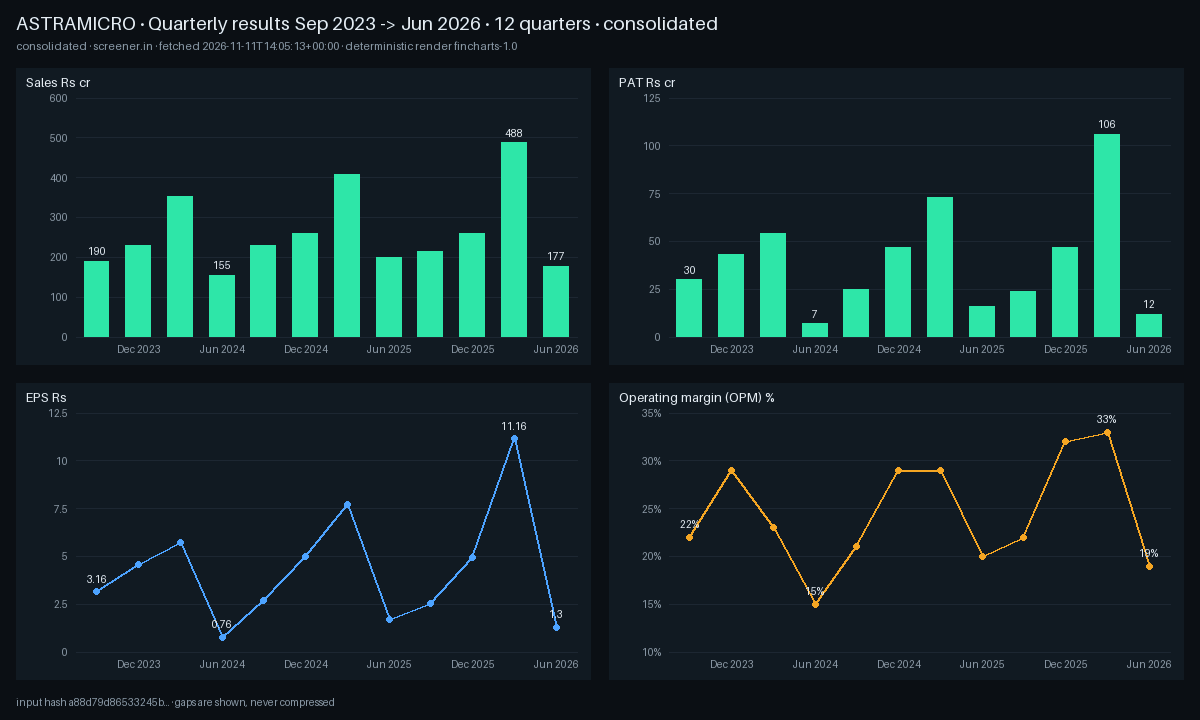 ASTRAMICRO · Quarterly results Sep 2023 -> Jun 2026 · 12 quarters · consolidated
consolidated · screener.in · fetched 2026-11-11T14:05:13+00:00 · deterministic render fincharts-1.0
Sales Rs cr
600
500
400
300
200
100
0
190
155
488
177
Dec 2023
Jun 2024
Dec 2024
Jun 2025
Dec 2025
Jun 2026
PAT Rs cr
125
100
75
50
25
0
30
7
106
12
Dec 2023
Jun 2024
Dec 2024
Jun 2025
Dec 2025
Jun 2026
EPS Rs
12.5
10
7.5
5
2.5
0
3.16
0.76
11.16
1.3
Dec 2023
Jun 2024
Dec 2024
Jun 2025
Dec 2025
Jun 2026
Operating margin (OPM) %
35%
30%
25%
20%
15%
10%
22%
15%
33%
19%
Dec 2023
Jun 2024
Dec 2024
Jun 2025
Dec 2025
Jun 2026
input hash a88d79d86533245b... · gaps are shown, never compressed